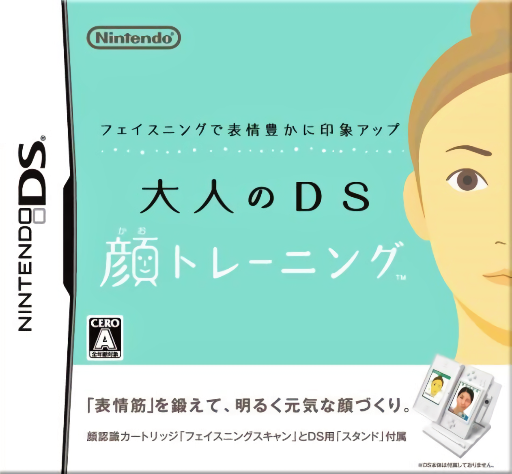 Nintendo®
フェイスニングで表情豊かに印象アップ
大人のDS
かお
顔トレーニング™
NINTENDO DS®
CERO
A
全年齢対象
「表情筋」を鍛えて、明るく元気な顔づくり。
顔認識カートリッジ「フェイスニングスキャン」とDS用「スタンド」付属
※DS本体は付属しておりません。